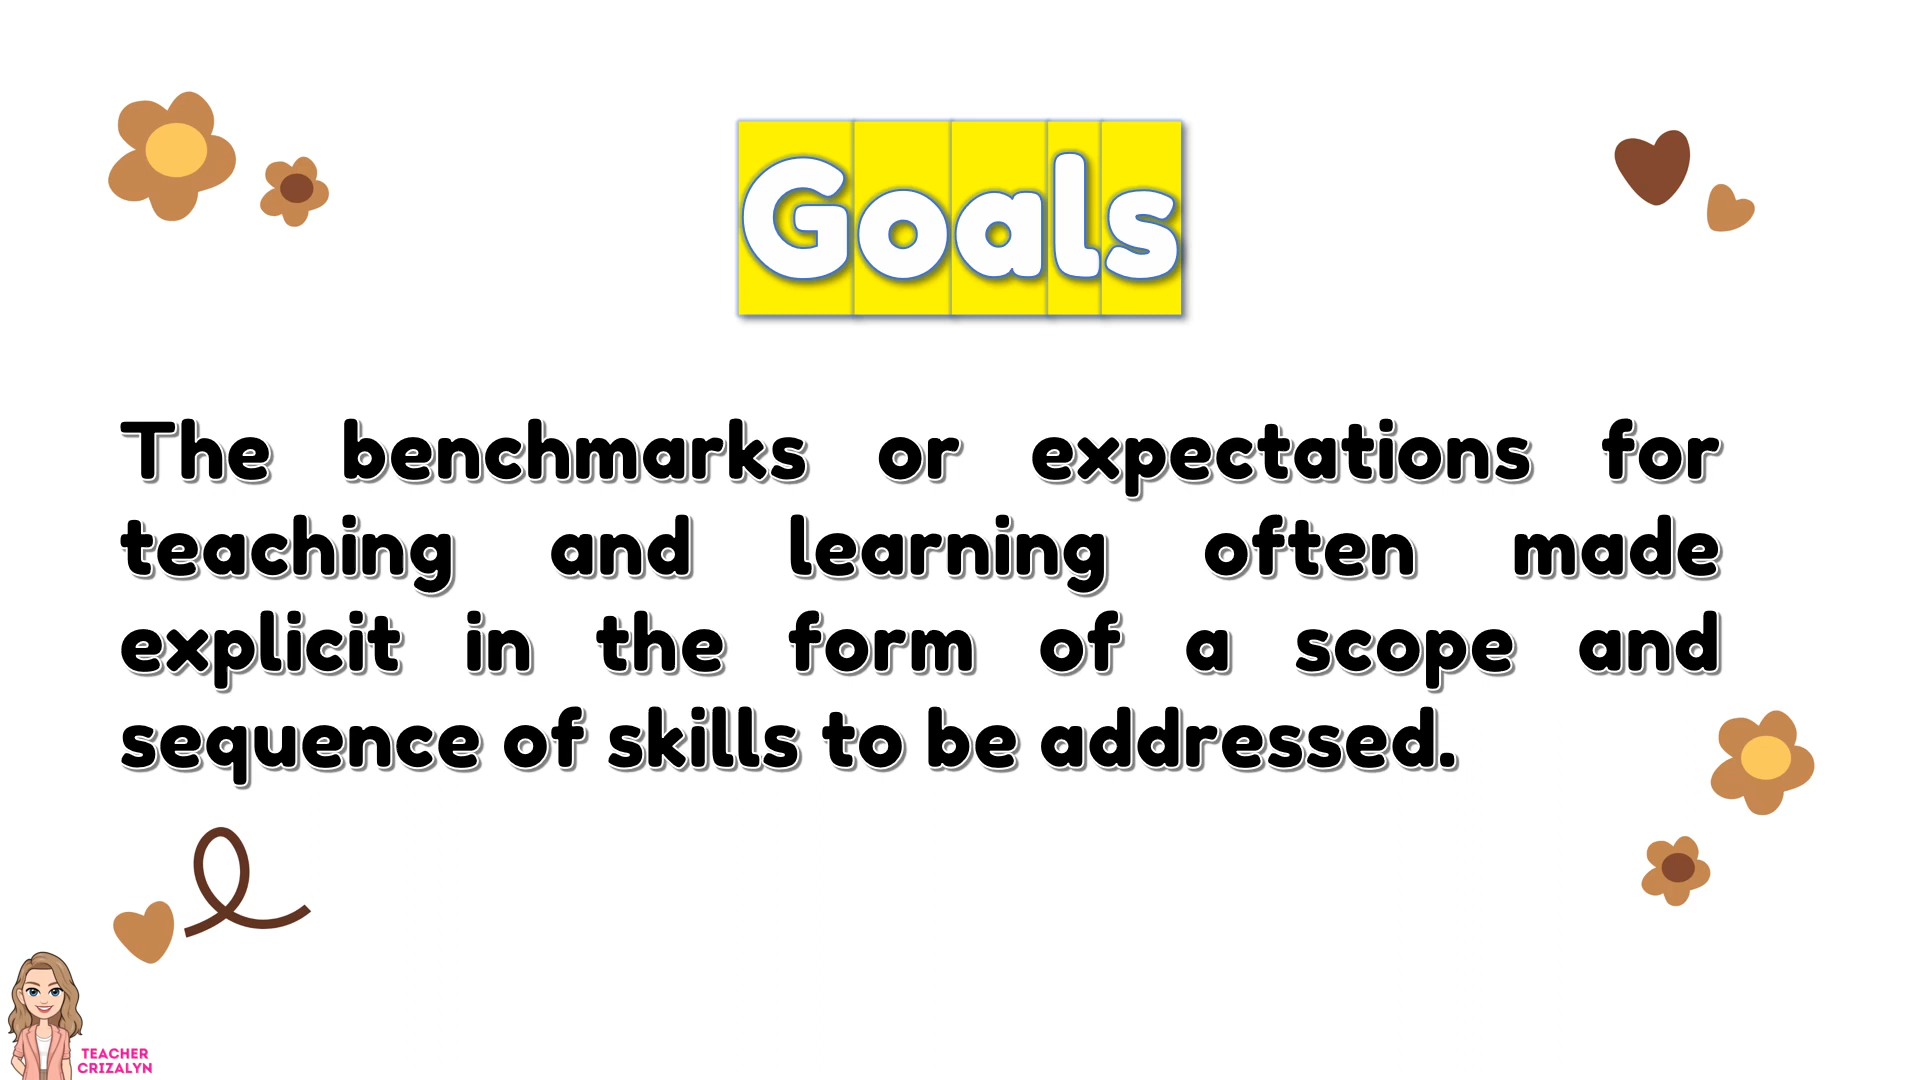 Goals
The benchmarks or expectations for
teaching and learning often made
explicit in the form of a scope and
sequence of skills to be addressed.
TEACHER
CRIZALYN